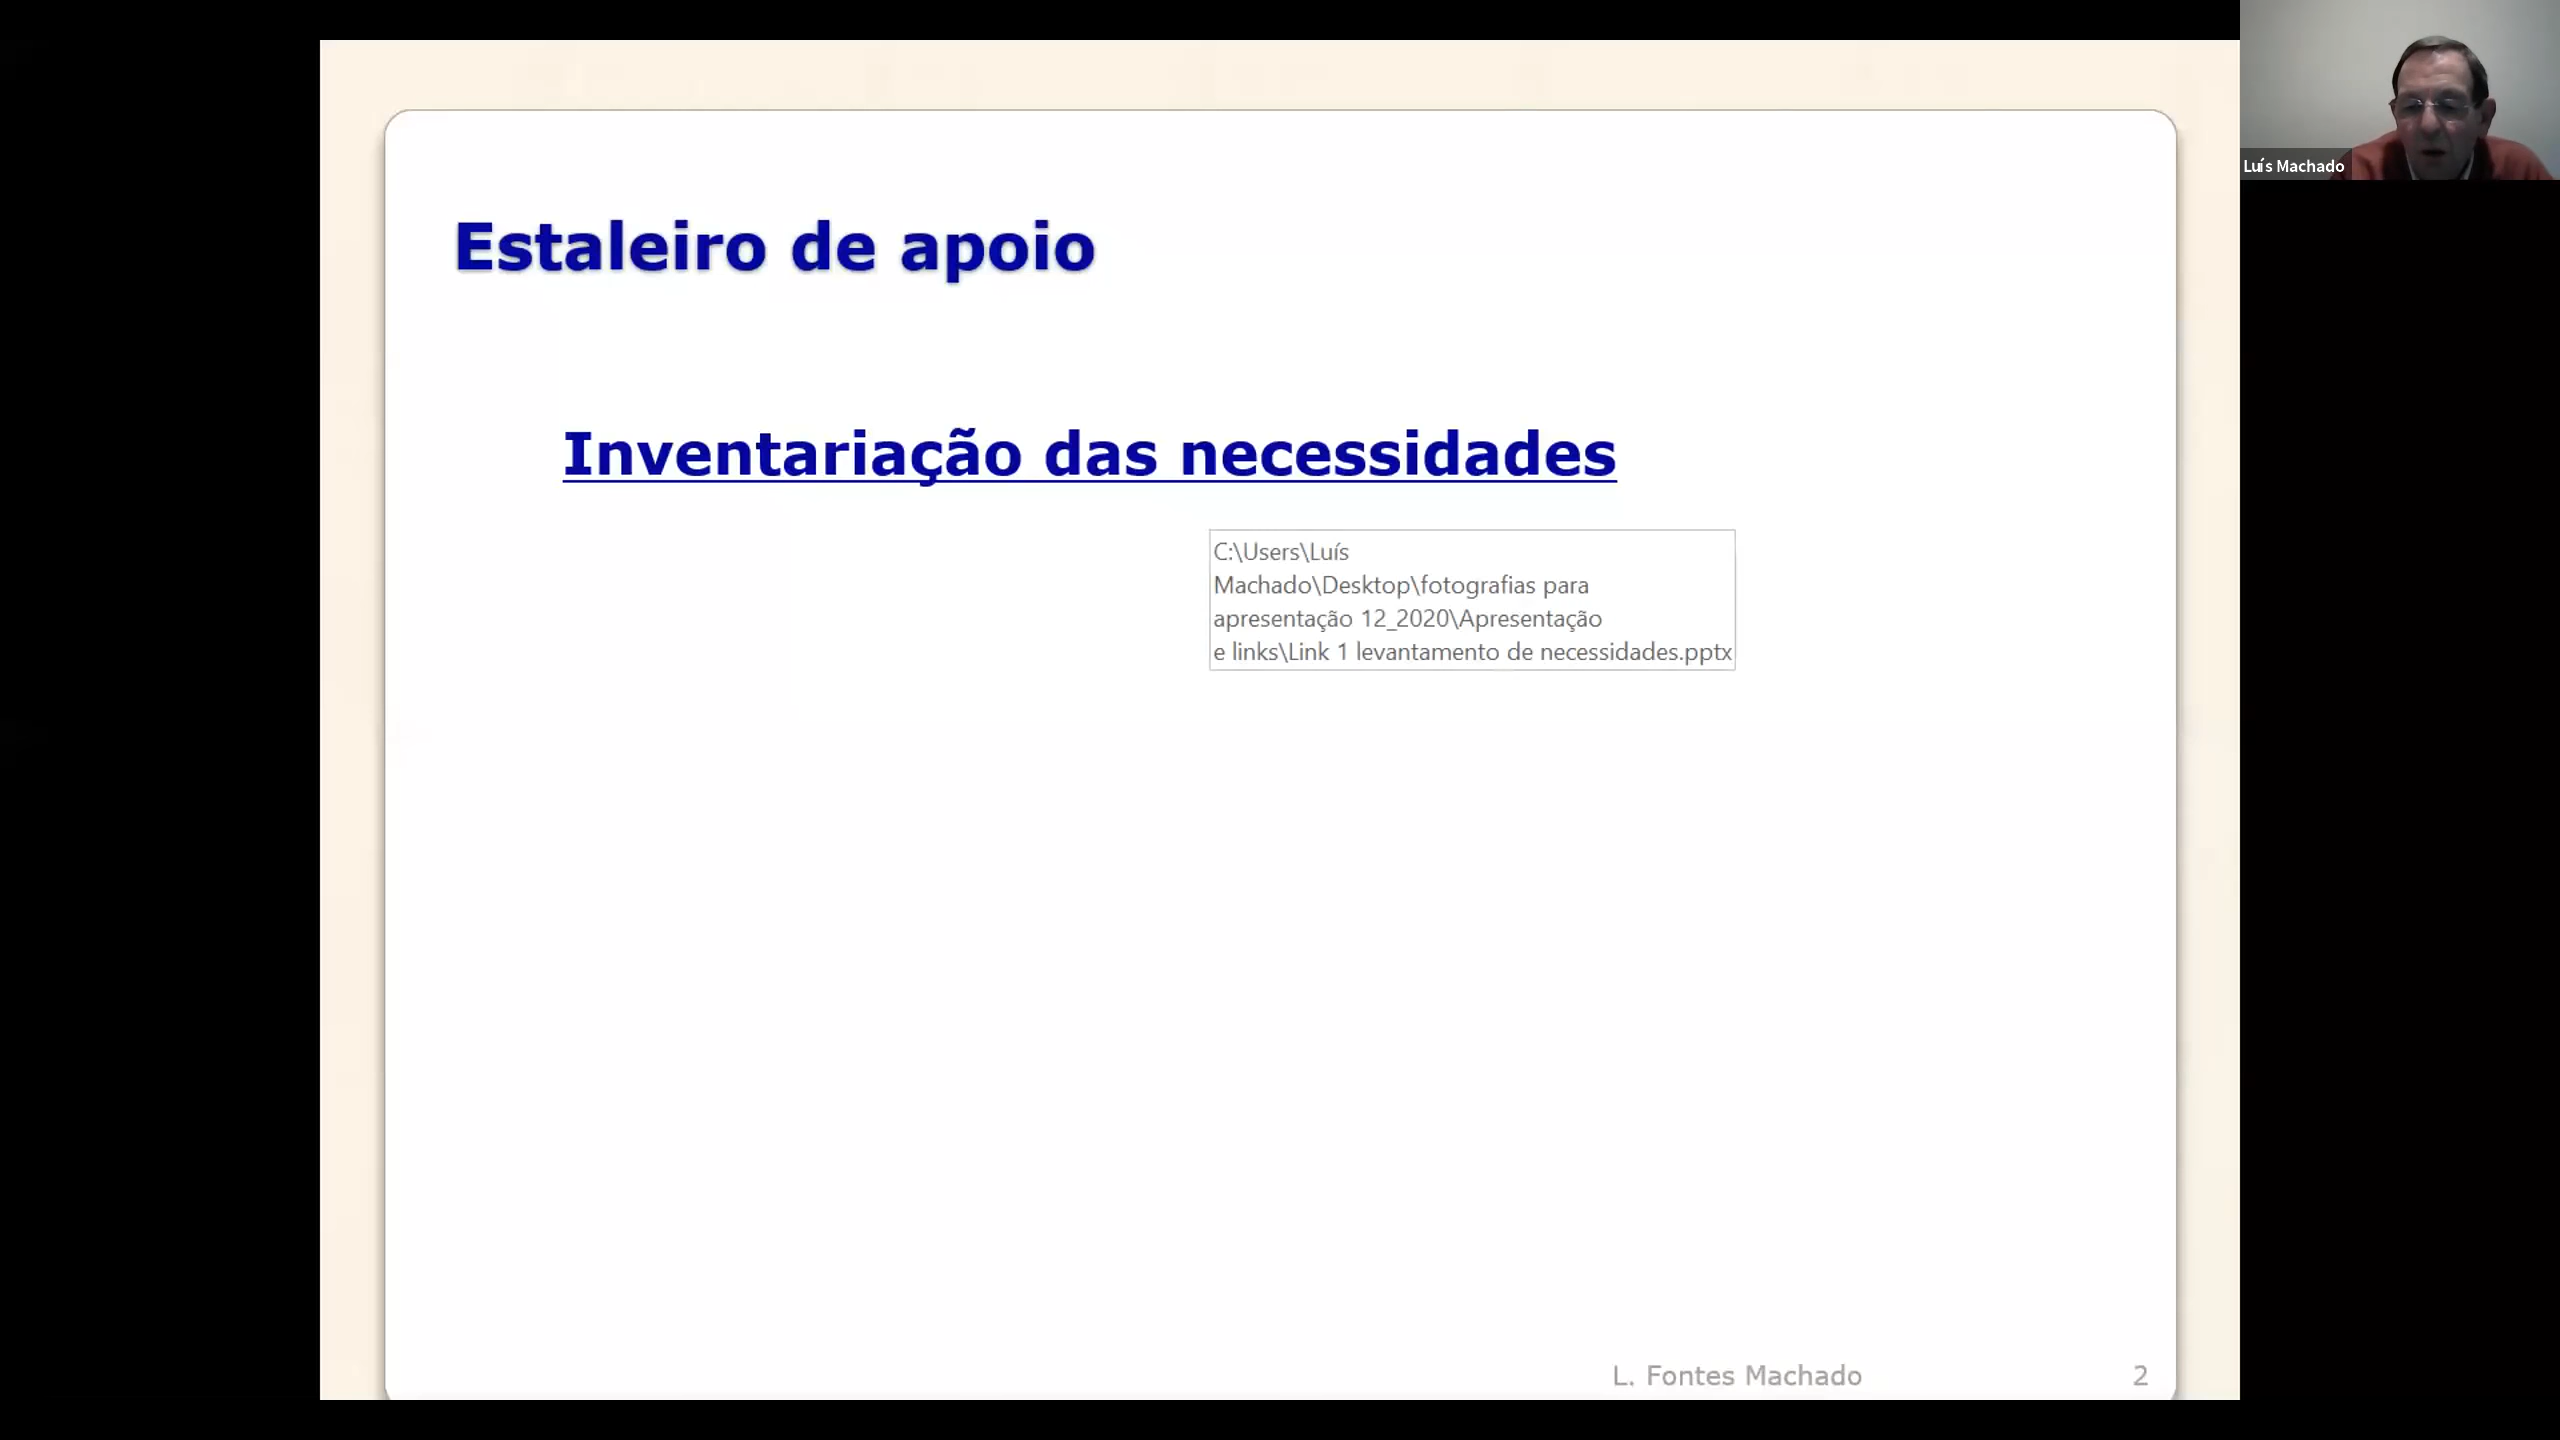 Luís Machado
Estaleiro de apoio
Inventariação das necessidades
C:\Users\Luís
Machado\Desktop\fotografias para
apresentação 12_2020\Apresentação
e links\Link 1 levantamento de necessidades.pptx
L. Fontes Machado
2